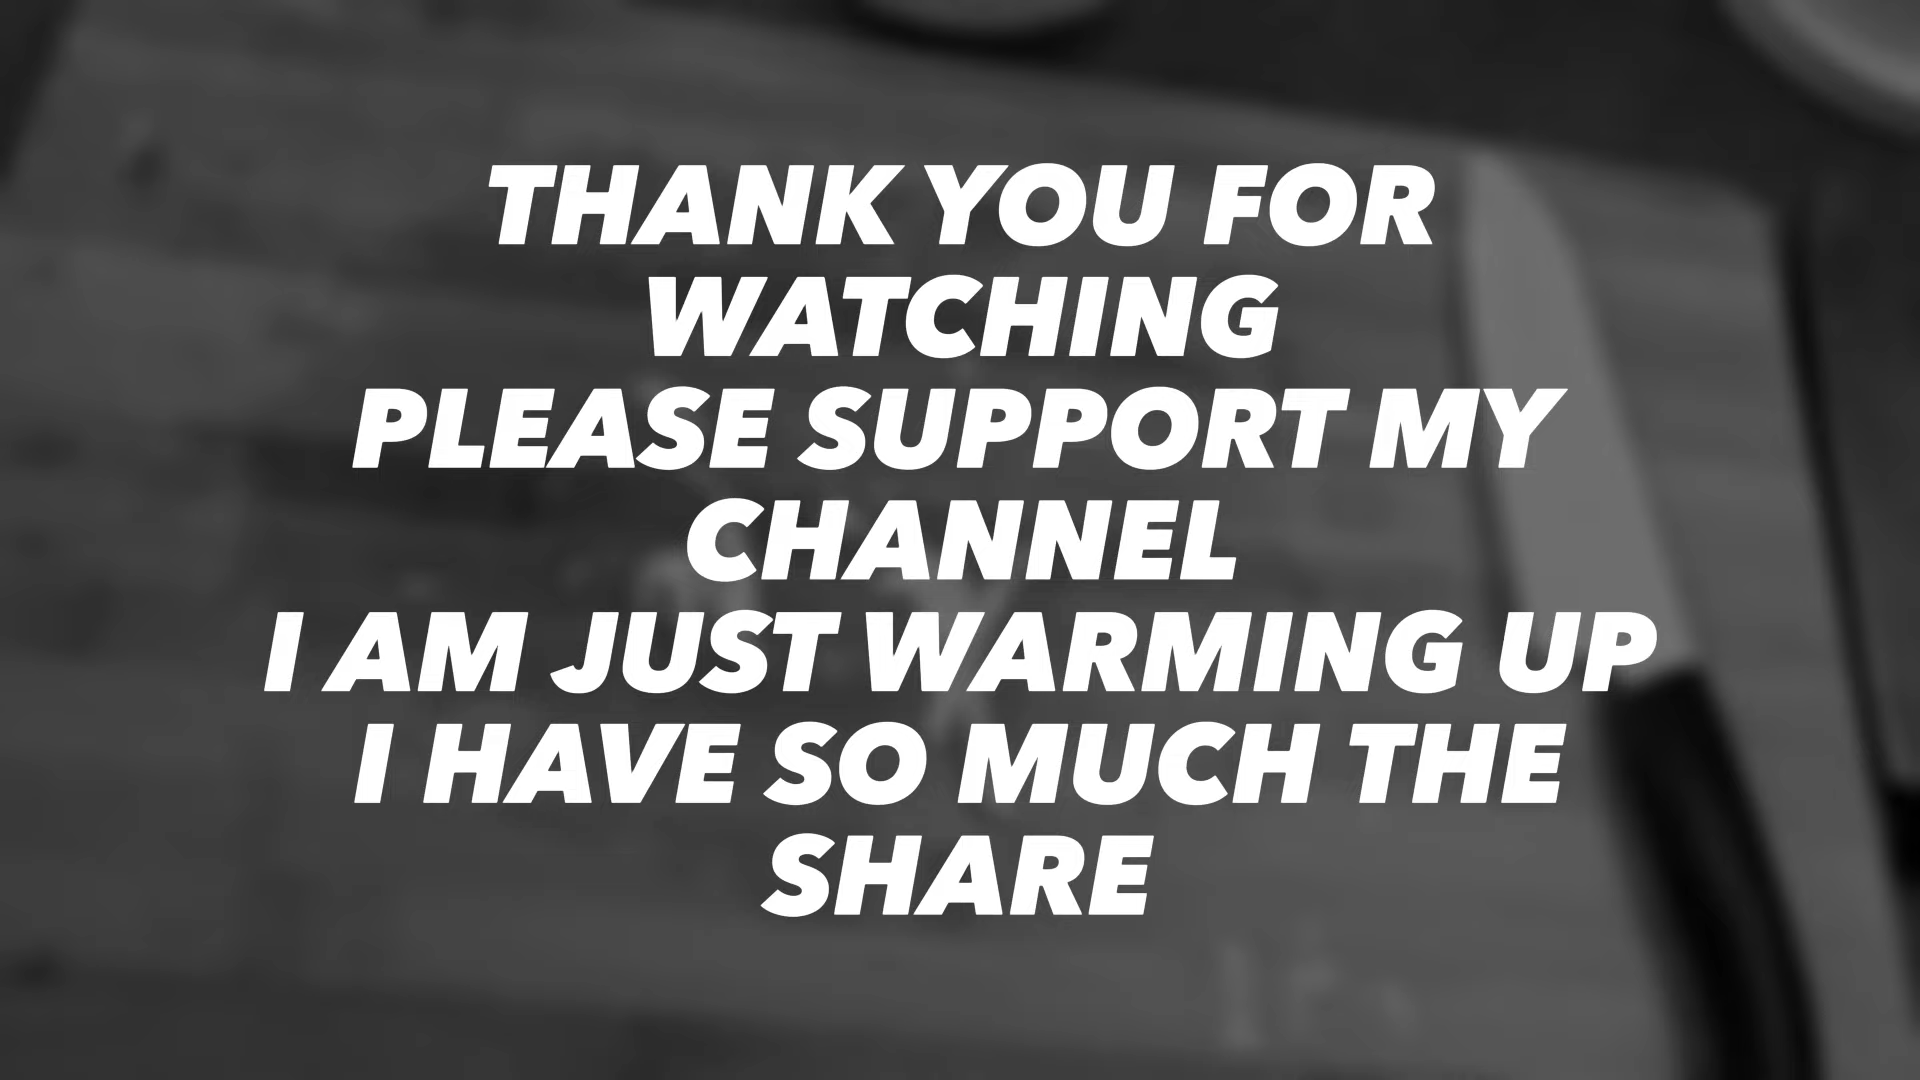 THANK YOU FOR
WATCHING
PLEASE SUPPORT MY
CHANNEL
I AM JUST WARMING UP
I HAVE SO MUCH THE
SHARE